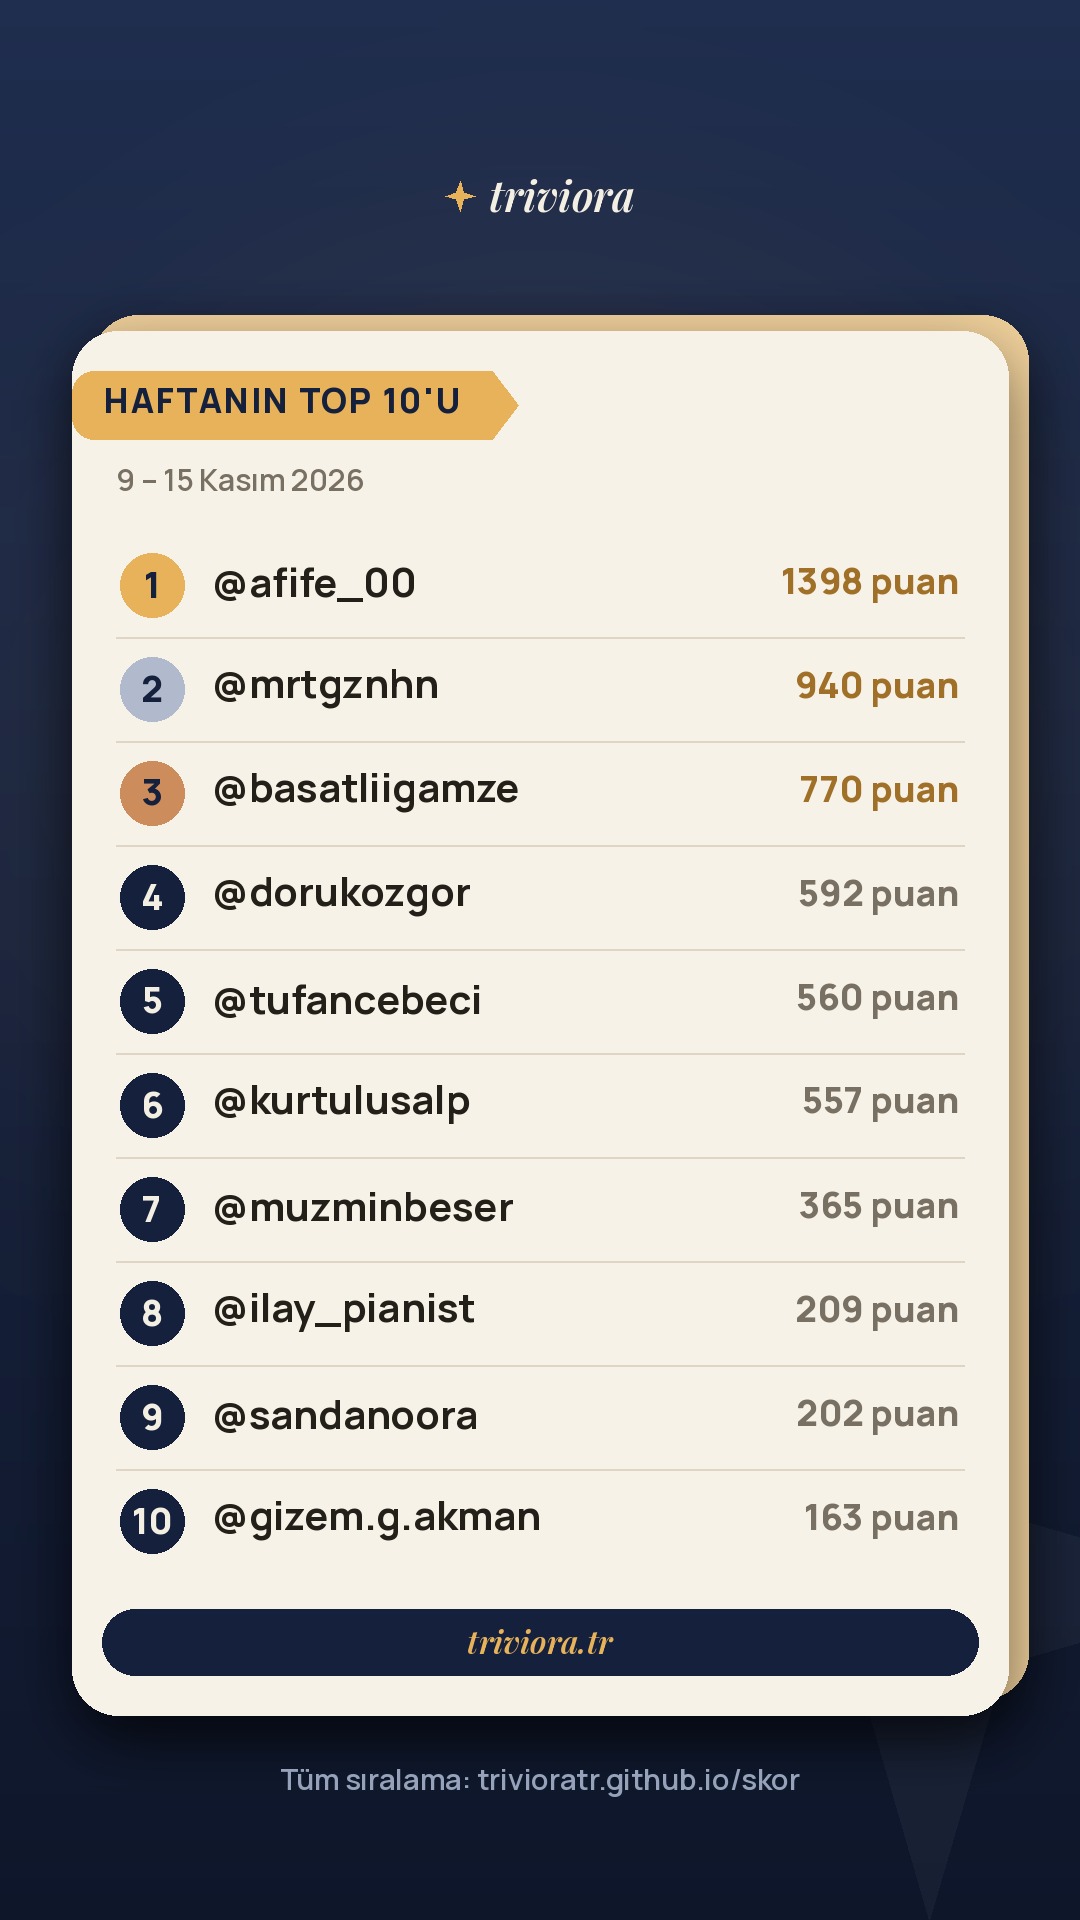 triviora
HAFTANIN TOP 10'U
9 – 15 Kasım 2026
1 @afife_00 1398 puan
2 @mrtgznhn 940 puan
3 @basatliigamze 770 puan
4 @dorukozgor 592 puan
5 @tufancebeci 560 puan
6 @kurtulusalp 557 puan
7 @muzminbeser 365 puan
8 @ilay_pianist 209 puan
9 @sandanoora 202 puan
10 @gizem.g.akman 163 puan
triviora.tr
Tüm sıralama: trivioratr.github.io/skor